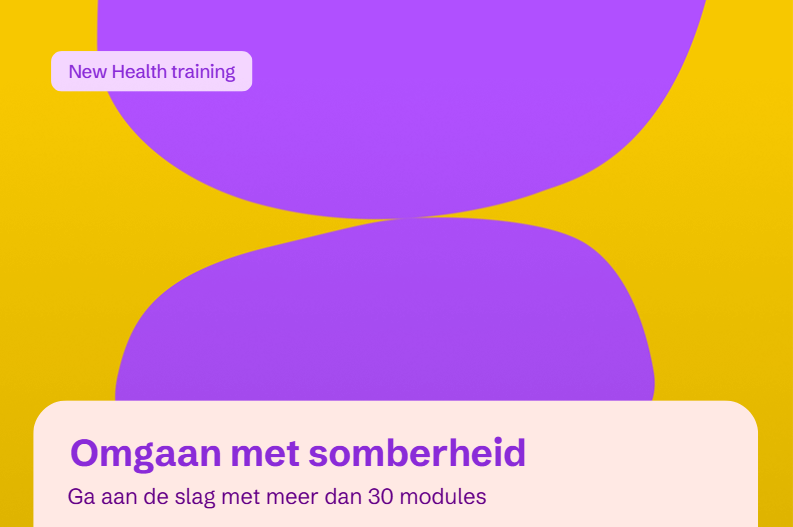 New Health training
Omgaan met somberheid
Ga aan de slag met meer dan 30 modules